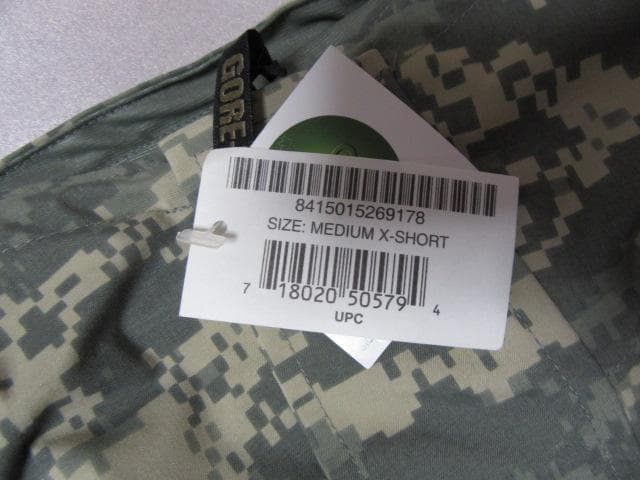 GORE-
8415015269178
SIZE: MEDIUM X-SHORT
7 18020 50579 4
UPC